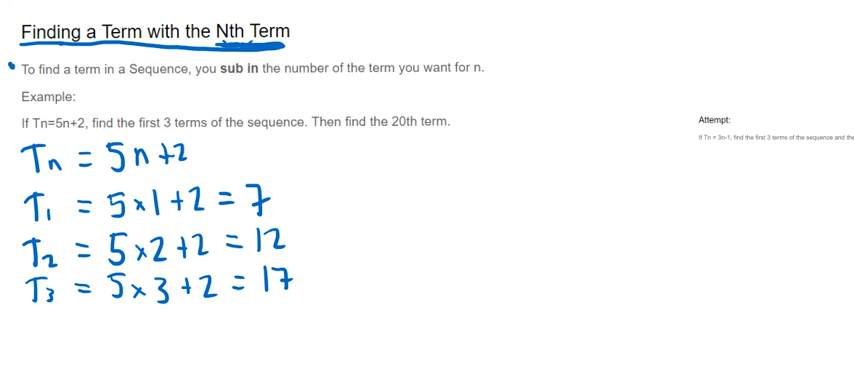 Finding a Term with the Nth Term
To find a term in a Sequence, you sub in the number of the term you want for n.
Example:
If Tn=5n+2, find the first 3 terms of the sequence. Then find the 20th term.
Tn = 5n+2
T1 = 5×1+2 = 7
T2 = 5×2+2 = 12
T3 = 5×3+2 = 17
Attempt:
If Tn = 3n-1, find the first 3 terms of the sequence and the